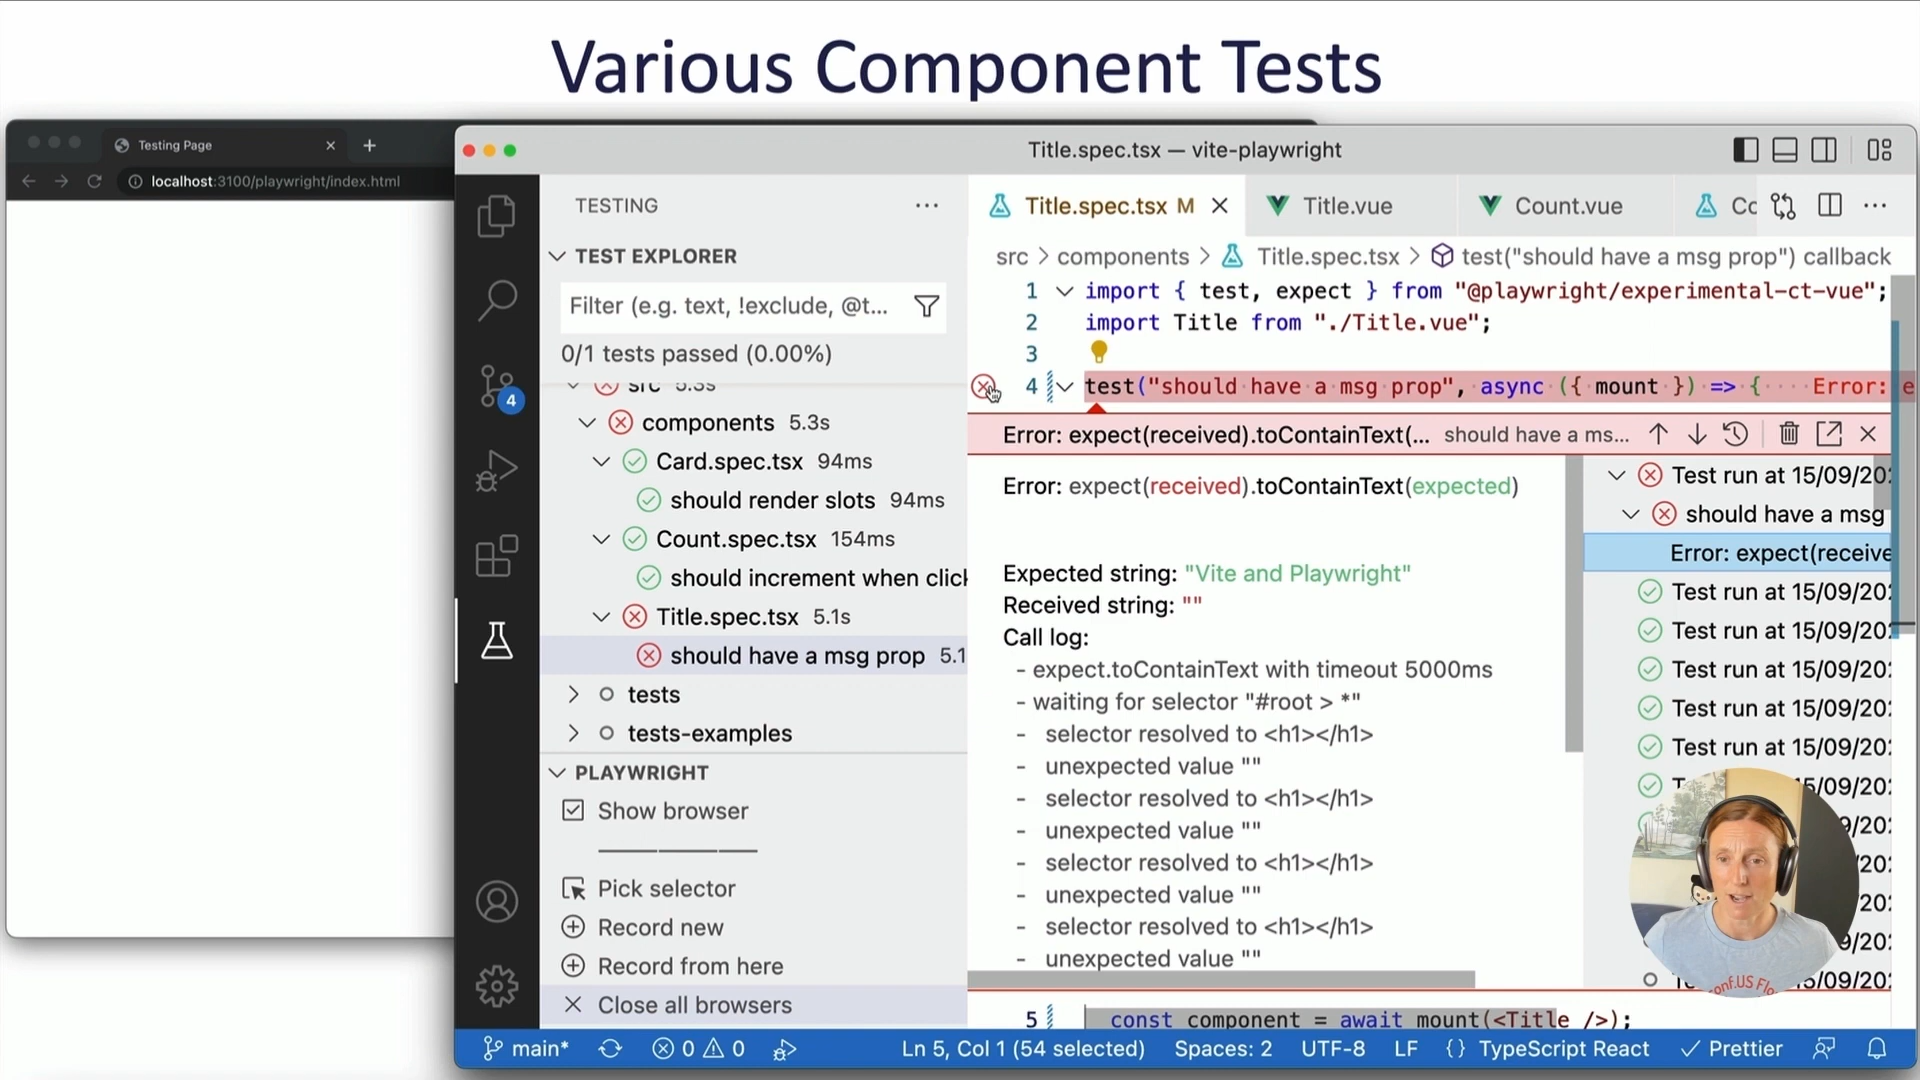 Various Component Tests
Testing Page
localhost:3100/playwright/index.html
Title.spec.tsx — vite-playwright
TESTING
TEST EXPLORER
Filter (e.g. text, !exclude, @t...
0/1 tests passed (0.00%)
src 5.3s
components 5.3s
Card.spec.tsx 94ms
should render slots 94ms
Count.spec.tsx 154ms
should increment when click
Title.spec.tsx 5.1s
should have a msg prop 5.1
tests
tests-examples
PLAYWRIGHT
Show browser
Pick selector
Record new
Record from here
Close all browsers
4
Title.spec.tsx M
Title.vue
Count.vue
Co
src > components > Title.spec.tsx > test("should have a msg prop") callback
1 import { test, expect } from "@playwright/experimental-ct-vue";
2 import Title from "./Title.vue";
3
4 test("should have a msg prop", async ({ mount }) => { Error: e
Error: expect(received).toContainText(... should have a ms...
Error: expect(received).toContainText(expected)
Expected string: "Vite and Playwright"
Received string: ""
Call log:
- expect.toContainText with timeout 5000ms
- waiting for selector "#root > *"
- selector resolved to <h1></h1>
- unexpected value ""
- selector resolved to <h1></h1>
- unexpected value ""
- selector resolved to <h1></h1>
- unexpected value ""
- selector resolved to <h1></h1>
- unexpected value ""
Test run at 15/09/202
should have a msg
Error: expect(receive
Test run at 15/09/202
Test run at 15/09/202
Test run at 15/09/202
Test run at 15/09/202
Test run at 15/09/202
5 const component = await mount(<Title />);
main* 0 0 Ln 5, Col 1 (54 selected) Spaces: 2 UTF-8 LF {} TypeScript React Prettier